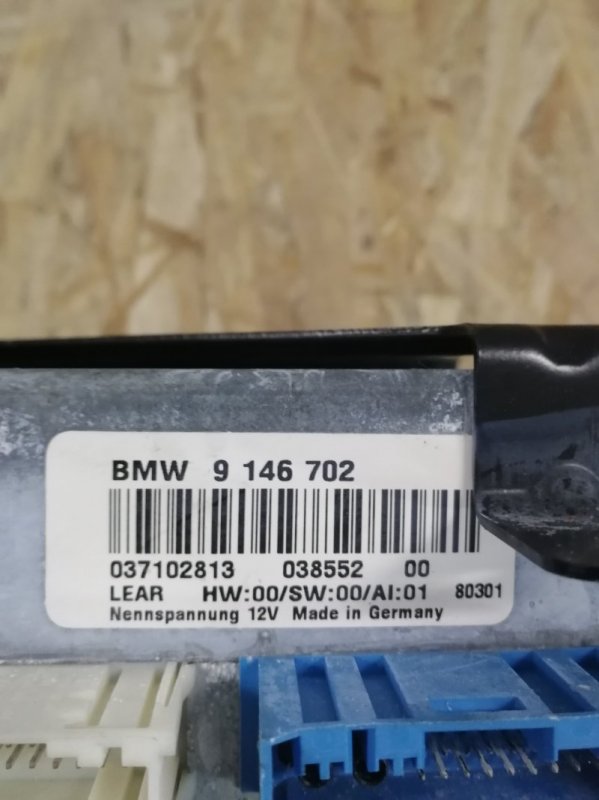 BMW 9 146 702
037102813 038552 00
LEAR HW:00/SW:00/AI:01 80301
Nennspannung 12V Made in Germany